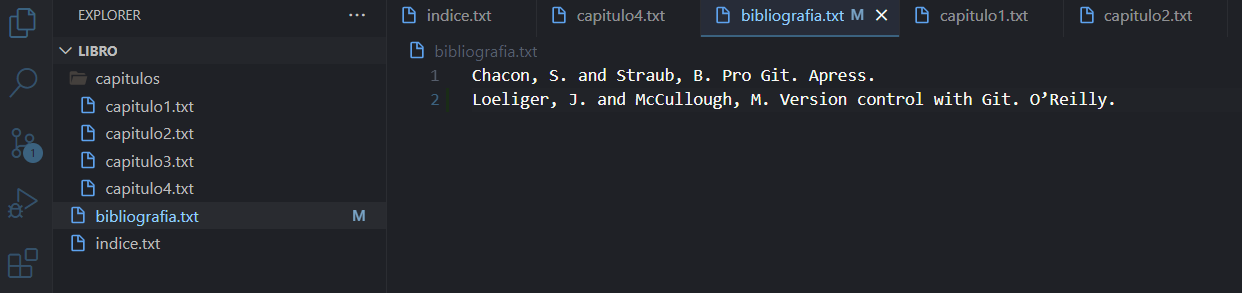 EXPLORER ...
LIBRO
capitulos
capitulo1.txt
capitulo2.txt
capitulo3.txt
capitulo4.txt
bibliografia.txt M
indice.txt
1
indice.txt capitulo4.txt bibliografia.txt M capitulo1.txt capitulo2.txt
bibliografia.txt
1 Chacon, S. and Straub, B. Pro Git. Apress.
2 Loeliger, J. and McCullough, M. Version control with Git. O’Reilly.